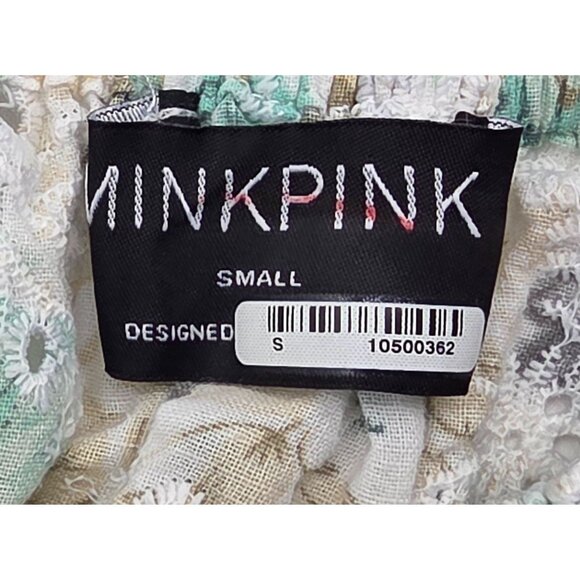 MINKPINK
SMALL
DESIGNED
S 10500362